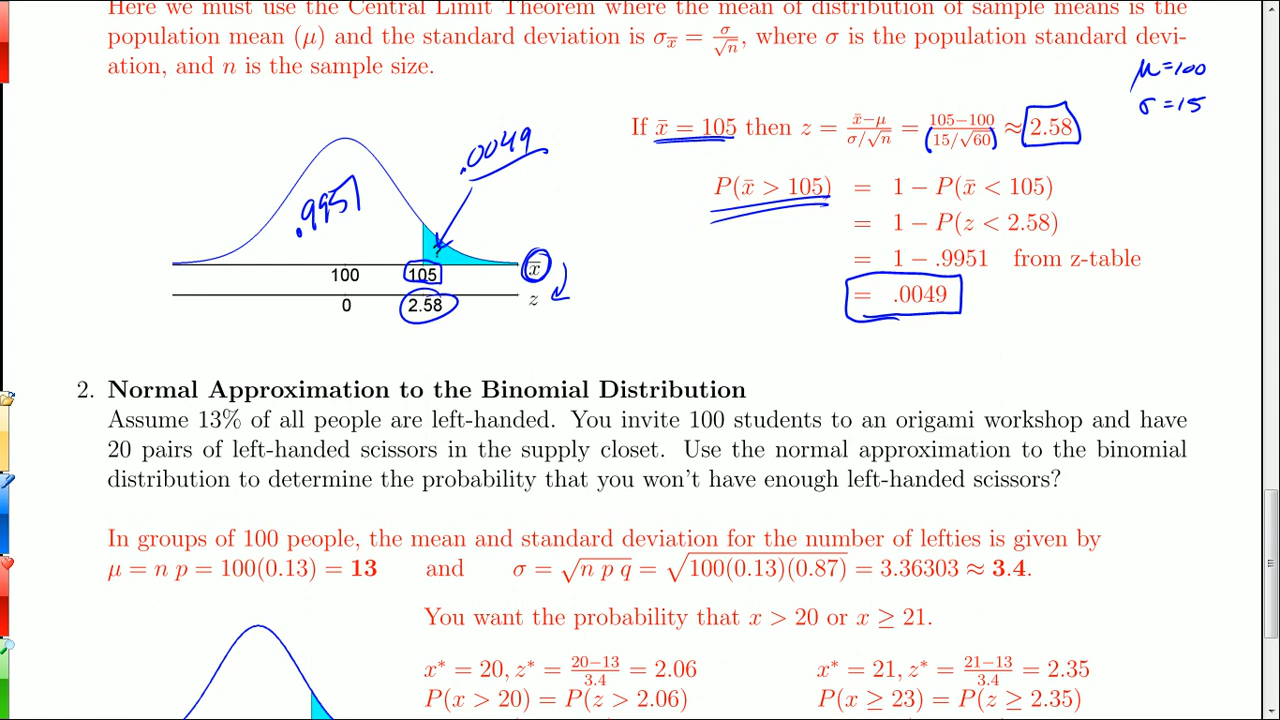 Here we must use the Central Limit Theorem where the mean of distribution of sample means is the
population mean (μ) and the standard deviation is σx̄ = σ/√n, where σ is the population standard devi-
ation, and n is the sample size.
μ=100
σ=15
If x̄ = 105 then z = (x̄−μ)/(σ/√n) = (105−100)/(15/√60) ≈ 2.58
.0049
.9951
P(x̄ > 105) = 1 − P(x̄ < 105)
= 1 − P(z < 2.58)
= 1 − .9951 from z-table
= .0049
100 105 x̄
0 2.58 z
2. Normal Approximation to the Binomial Distribution
Assume 13% of all people are left-handed. You invite 100 students to an origami workshop and have
20 pairs of left-handed scissors in the supply closet. Use the normal approximation to the binomial
distribution to determine the probability that you won't have enough left-handed scissors?
In groups of 100 people, the mean and standard deviation for the number of lefties is given by
μ = n p = 100(0.13) = 13 and σ = √n p q = √100(0.13)(0.87) = 3.36303 ≈ 3.4.
You want the probability that x > 20 or x ≥ 21.
x* = 20, z* = (20−13)/3.4 = 2.06 x* = 21, z* = (21−13)/3.4 = 2.35
P(x > 20) = P(z > 2.06) P(x ≥ 23) = P(z ≥ 2.35)